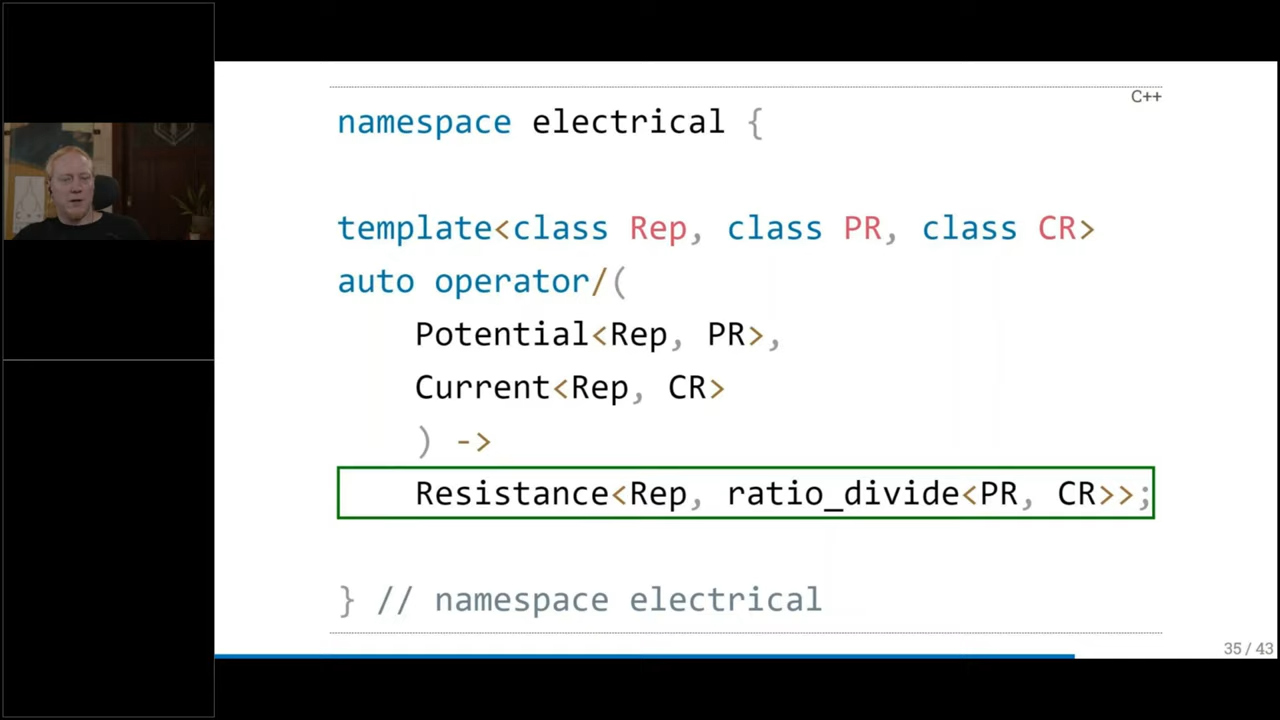 C++
namespace electrical {
template<class Rep, class PR, class CR>
auto operator/(
Potential<Rep, PR>,
Current<Rep, CR>
) ->
Resistance<Rep, ratio_divide<PR, CR>>;
} // namespace electrical
35 / 43